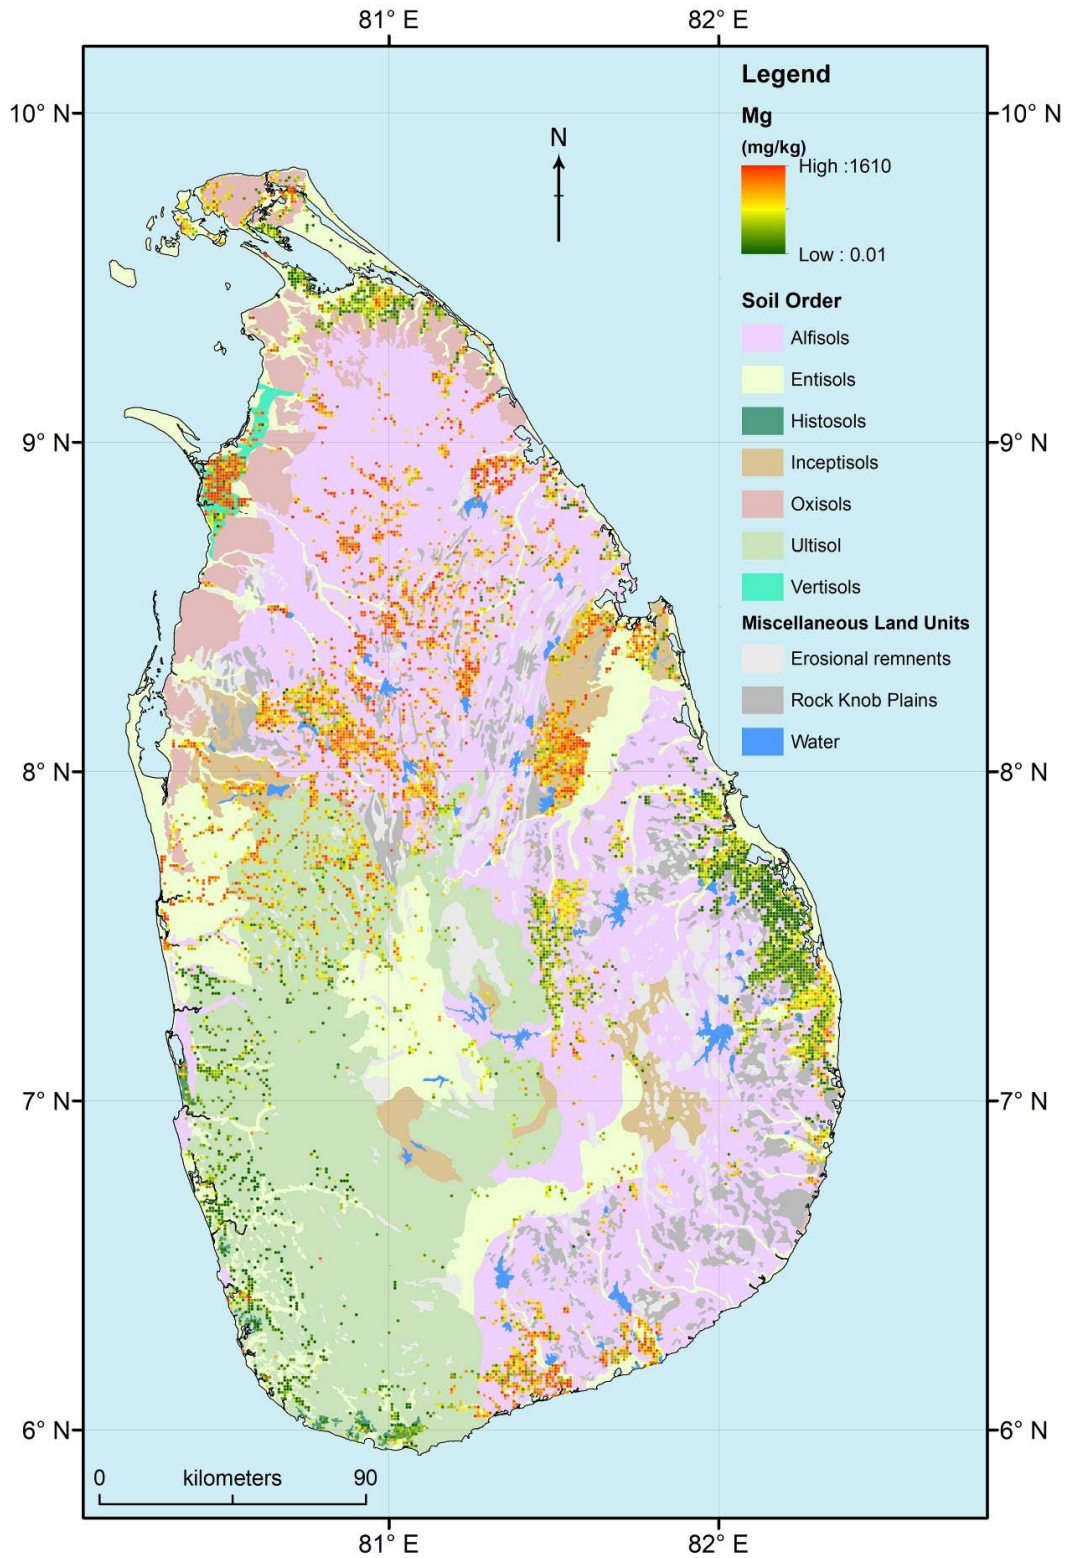 81° E 82° E
10° N 10° N
N
Legend
Mg
(mg/kg)
High :1610
Low : 0.01
Soil Order
Alfisols
Entisols
Histosols
Inceptisols
Oxisols
Ultisol
Vertisols
Miscellaneous Land Units
Erosional remnents
Rock Knob Plains
Water
9° N 9° N
8° N 8° N
7° N 7° N
6° N 6° N
0 kilometers 90
81° E 82° E